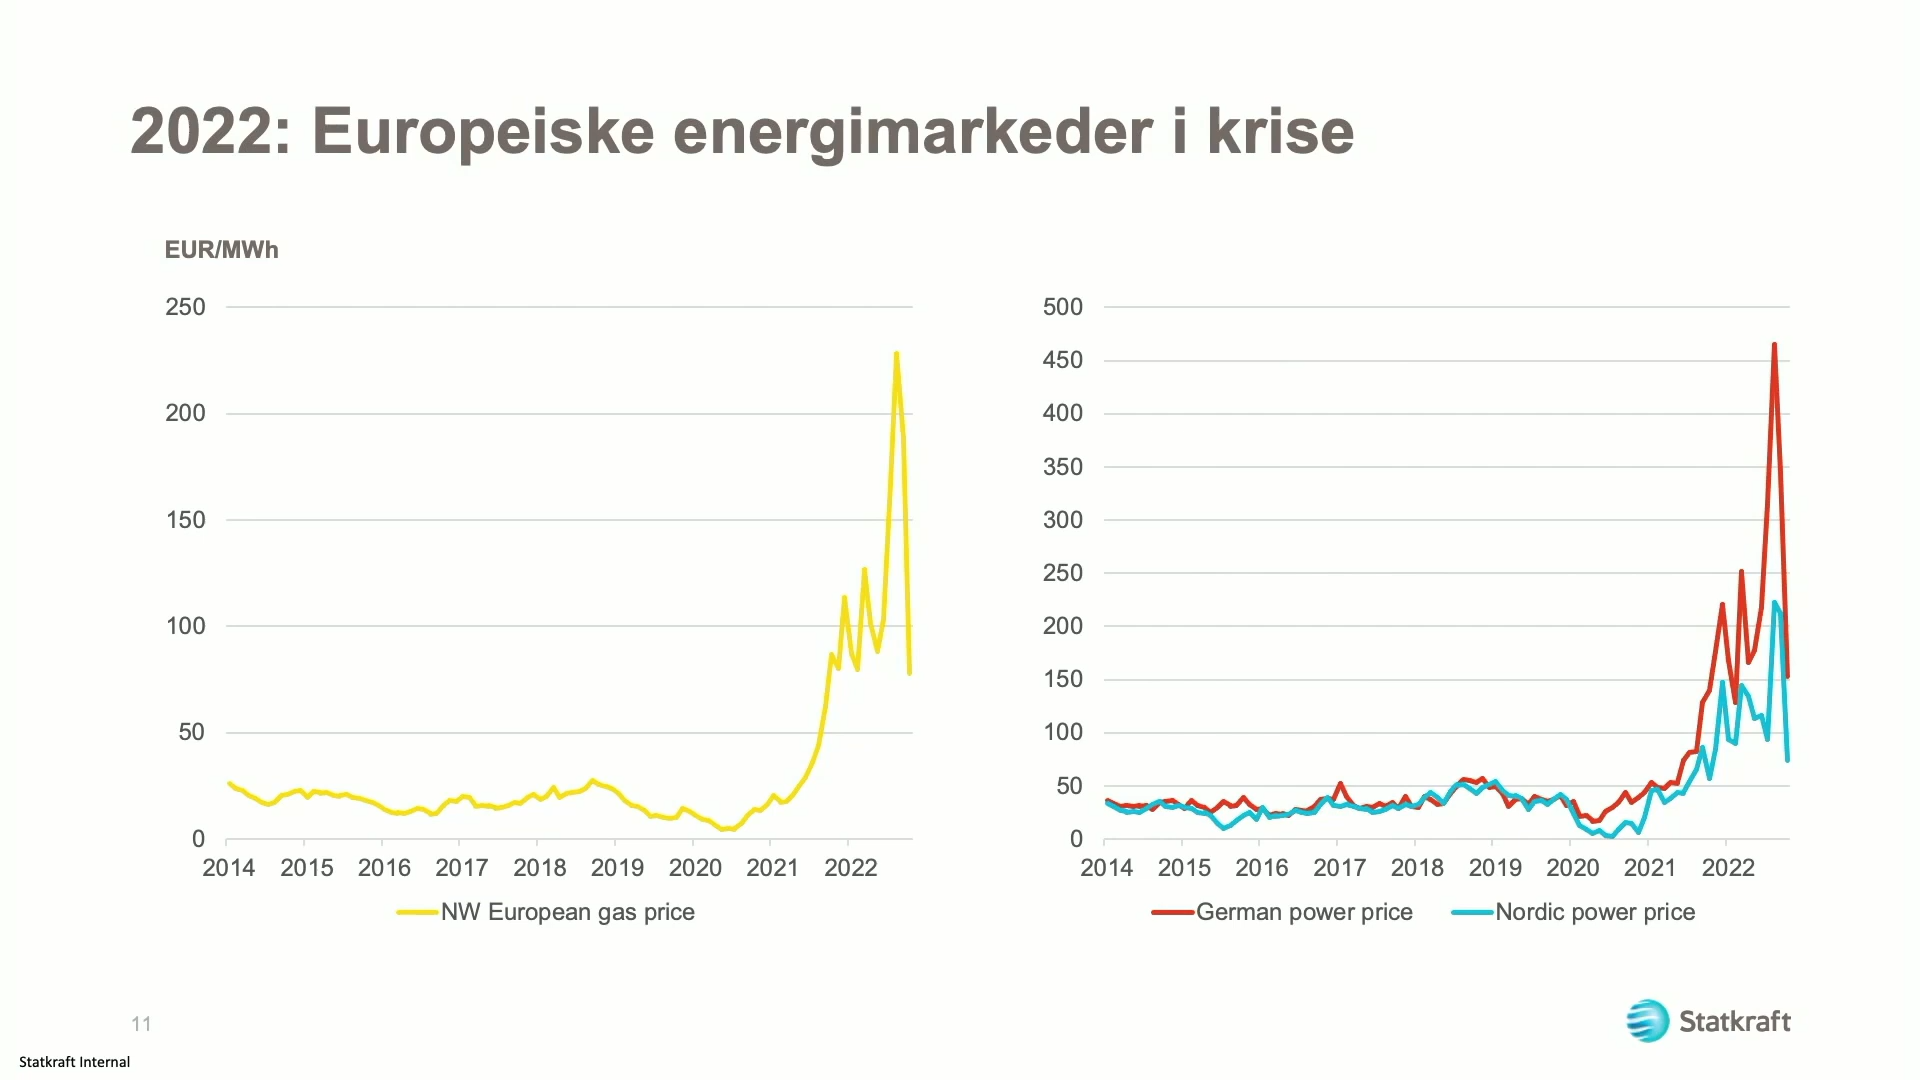 2022: Europeiske energimarkeder i krise
EUR/MWh
250
200
150
100
50
0
2014 2015 2016 2017 2018 2019 2020 2021 2022
NW European gas price
500
450
400
350
300
250
200
150
100
50
0
2014 2015 2016 2017 2018 2019 2020 2021 2022
German power price Nordic power price
11
Statkraft
Statkraft Internal